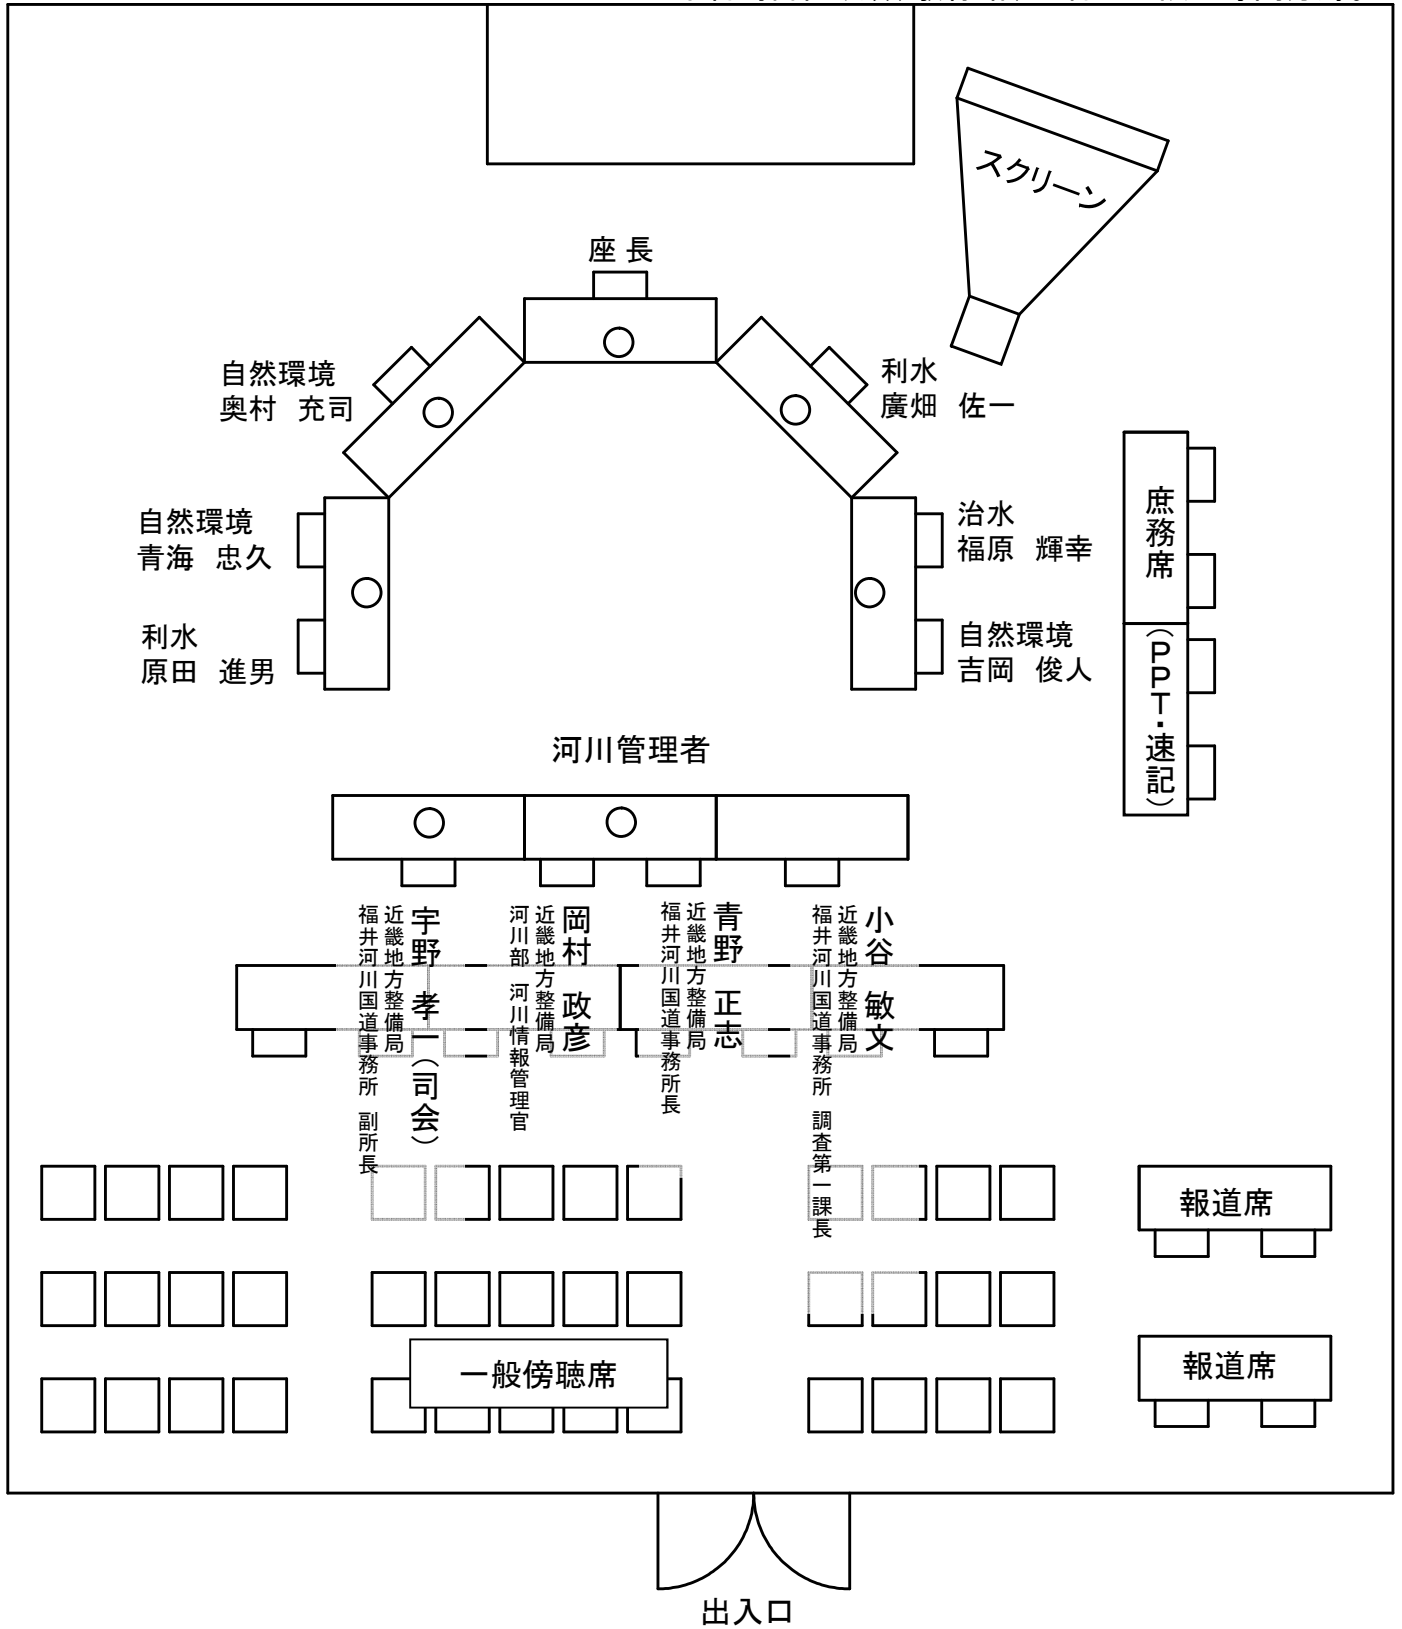 スクリーン
座 長
自然環境
奥村 充司
利水
廣畑 佐一
自然環境
青海 忠久
治水
福原 輝幸
利水
原田 進男
自然環境
吉岡 俊人
庶務席
(PPT・速記)
河川管理者
宇野 孝一(司会)
近畿地方整備局
福井河川国道事務所 副所長
岡村 政彦
近畿地方整備局
河川部 河川情報管理官
青野 正志
近畿地方整備局
福井河川国道事務所長
小谷 敏文
近畿地方整備局
福井河川国道事務所 調査第一課長
報道席
一般傍聴席
報道席
出入口